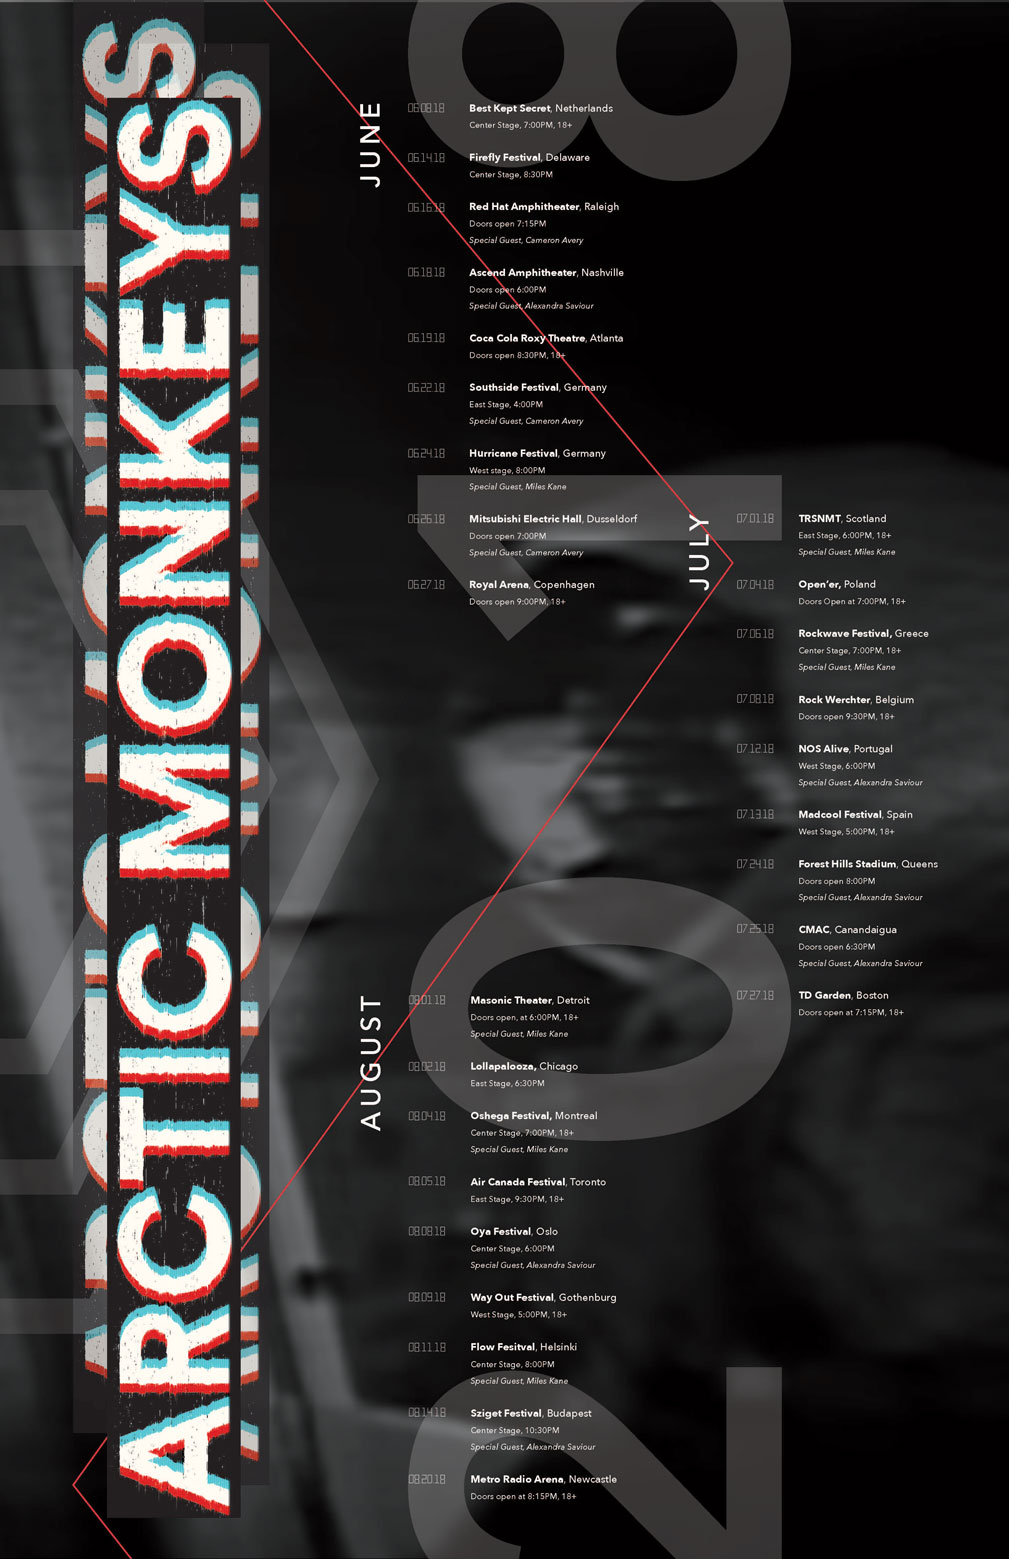 ARCTIC MONKEYS
2018
JUNE
06.08.18
Best Kept Secret, Netherlands
Center Stage, 7:00PM, 18+
06.14.18
Firefly Festival, Delaware
Center Stage, 8:30PM
06.16.18
Red Hat Amphitheater, Raleigh
Doors open 7:15PM
Special Guest, Cameron Avery
06.18.18
Ascend Amphitheater, Nashville
Doors open 6:00PM
Special Guest, Alexandra Saviour
06.19.18
Coca Cola Roxy Theatre, Atlanta
Doors open 8:30PM, 18+
06.22.18
Southside Festival, Germany
East Stage, 4:00PM
Special Guest, Cameron Avery
06.24.18
Hurricane Festival, Germany
West stage, 8:00PM
Special Guest, Miles Kane
06.26.18
Mitsubishi Electric Hall, Dusseldorf
Doors open 7:00PM
Special Guest, Cameron Avery
06.27.18
Royal Arena, Copenhagen
Doors open 9:00PM, 18+
JULY
07.01.18
TRSNMT, Scotland
East Stage, 6:00PM, 18+
Special Guest, Miles Kane
07.04.18
Open'er, Poland
Doors Open at 7:00PM, 18+
07.06.18
Rockwave Festival, Greece
Center Stage, 7:00PM, 18+
Special Guest, Miles Kane
07.08.18
Rock Werchter, Belgium
Doors open 9:30PM, 18+
07.12.18
NOS Alive, Portugal
West Stage, 6:00PM
Special Guest, Alexandra Saviour
07.13.18
Madcool Festival, Spain
West Stage, 5:00PM, 18+
07.24.18
Forest Hills Stadium, Queens
Doors open 8:00PM
Special Guest, Alexandra Saviour
07.25.18
CMAC, Canandaigua
Doors open 6:30PM
Special Guest, Alexandra Saviour
07.27.18
TD Garden, Boston
Doors open at 7:15PM, 18+
AUGUST
08.01.18
Masonic Theater, Detroit
Doors open, at 6:00PM, 18+
Special Guest, Miles Kane
08.02.18
Lollapalooza, Chicago
East Stage, 6:30PM
08.04.18
Oshega Festival, Montreal
Center Stage, 7:00PM, 18+
Special Guest, Miles Kane
08.05.18
Air Canada Festival, Toronto
East Stage, 9:30PM, 18+
08.08.18
Oya Festival, Oslo
Center Stage, 6:00PM
Special Guest, Alexandra Saviour
08.09.18
Way Out Festival, Gothenburg
West Stage, 5:00PM, 18+
08.11.18
Flow Fesitval, Helsinki
Center Stage, 8:00PM
Special Guest, Miles Kane
08.14.18
Sziget Festival, Budapest
Center Stage, 10:30PM
Special Guest, Alexandra Saviour
08.20.18
Metro Radio Arena, Newcastle
Doors open at 8:15PM, 18+